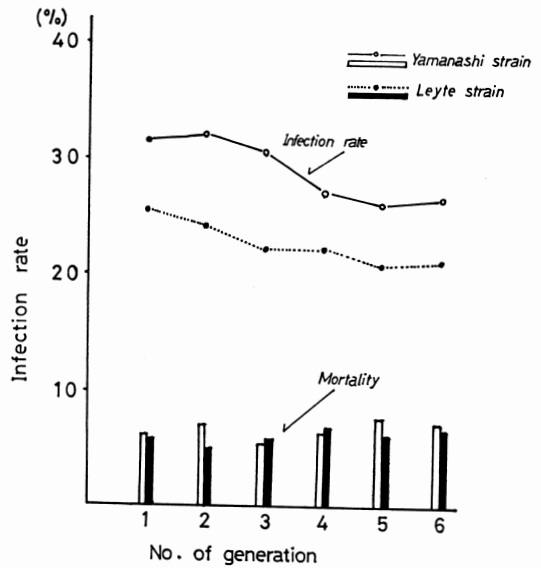 (%)
40
30
20
10
Infection rate
Yamanashi strain
Leyte strain
Infection rate
Mortality
1 2 3 4 5 6
No. of generation